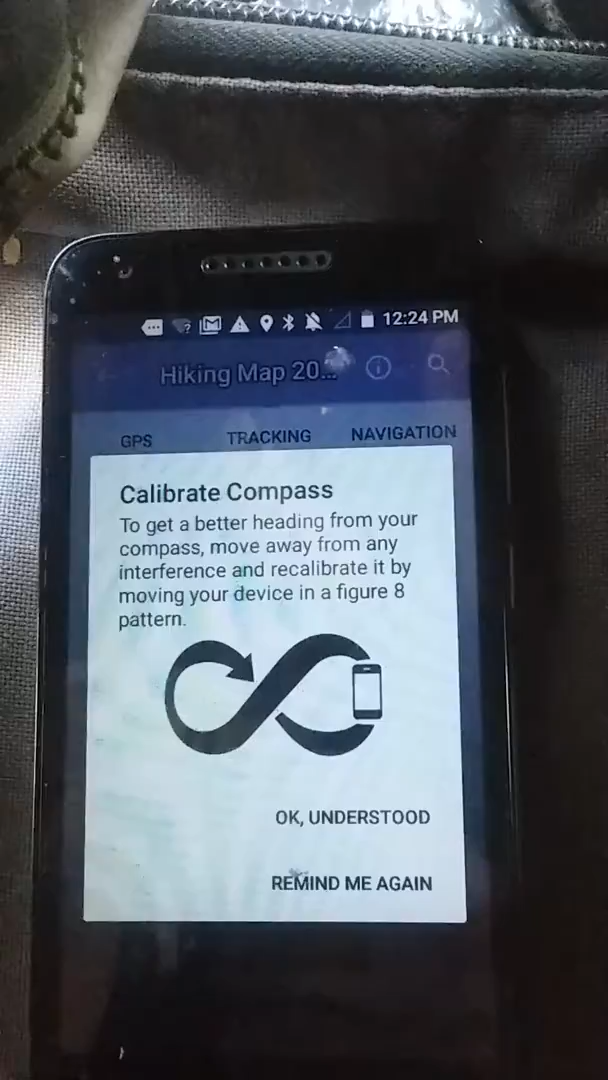 12:24 PM
Hiking Map 20...
GPS TRACKING NAVIGATION
Calibrate Compass
To get a better heading from your
compass, move away from any
interference and recalibrate it by
moving your device in a figure 8
pattern.
OK, UNDERSTOOD
REMIND ME AGAIN